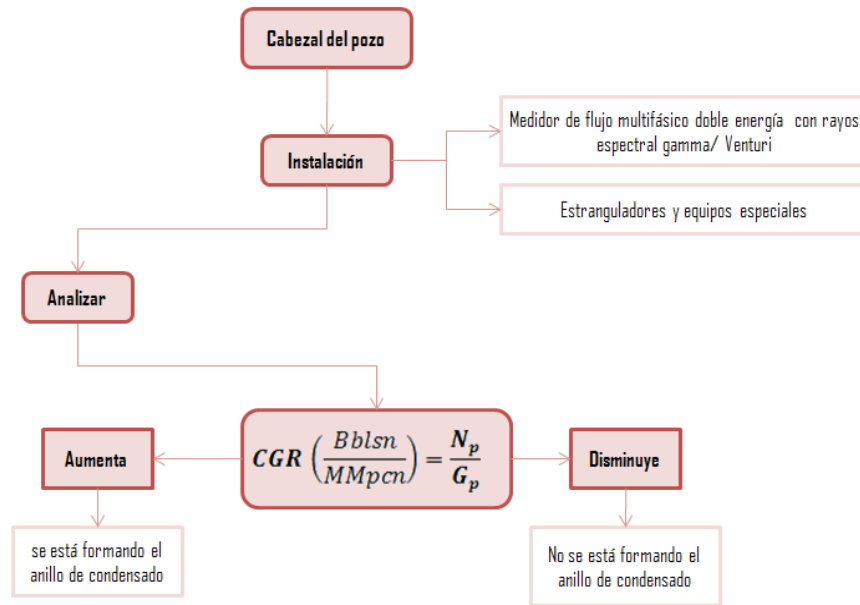 Cabezal del pozo
Instalación
Medidor de flujo multifásico doble energía con rayos
espectral gamma/ Venturi
Estranguladores y equipos especiales
Analizar
Aumenta
CGR (Bblsn/MMpcn) = Np/Gp
Disminuye
se está formando el
anillo de condensado
No se está formando el
anillo de condensado